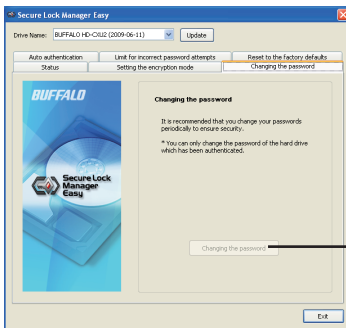 Secure Lock Manager Easy
Drive Name: BUFFALO HD-CXU2 (2009-06-11) Update
Auto authentication Limit for incorrect password attempts Reset to the factory defaults
Status Setting the encryption mode Changing the password
BUFFALO
Secure Lock
Manager
Easy
Changing the password
It is recommended that you change your passwords
periodically to ensure security.
* You can only change the password of the hard drive
which has been authenticated.
Changing the password
Exit